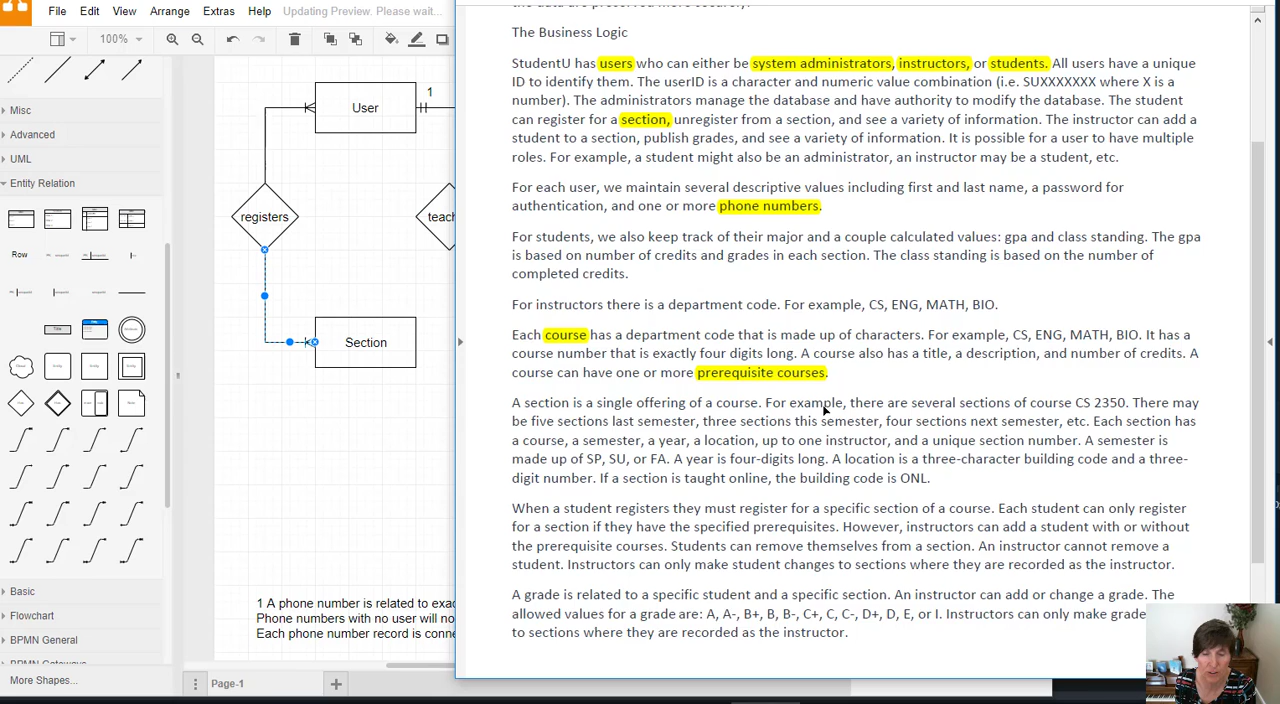 File Edit View Arrange Extras Help Updating Preview. Please wait...
100%
Misc
Advanced
UML
Entity Relation
Row
Basic
Flowchart
BPMN General
More Shapes...
User
1
registers
teach
Section
1 A phone number is related to exa
Phone numbers with no user will no
Each phone number record is conne
Page-1
the data are preserved more securely?
The Business Logic
StudentU has users who can either be system administrators, instructors, or students. All users have a unique
ID to identify them. The userID is a character and numeric value combination (i.e. SUXXXXXXX where X is a
number). The administrators manage the database and have authority to modify the database. The student
can register for a section, unregister from a section, and see a variety of information. The instructor can add a
student to a section, publish grades, and see a variety of information. It is possible for a user to have multiple
roles. For example, a student might also be an administrator, an instructor may be a student, etc.
For each user, we maintain several descriptive values including first and last name, a password for
authentication, and one or more phone numbers.
For students, we also keep track of their major and a couple calculated values: gpa and class standing. The gpa
is based on number of credits and grades in each section. The class standing is based on the number of
completed credits.
For instructors there is a department code. For example, CS, ENG, MATH, BIO.
Each course has a department code that is made up of characters. For example, CS, ENG, MATH, BIO. It has a
course number that is exactly four digits long. A course also has a title, a description, and number of credits. A
course can have one or more prerequisite courses.
A section is a single offering of a course. For example, there are several sections of course CS 2350. There may
be five sections last semester, three sections this semester, four sections next semester, etc. Each section has
a course, a semester, a year, a location, up to one instructor, and a unique section number. A semester is
made up of SP, SU, or FA. A year is four-digits long. A location is a three-character building code and a three-
digit number. If a section is taught online, the building code is ONL.
When a student registers they must register for a specific section of a course. Each student can only register
for a section if they have the specified prerequisites. However, instructors can add a student with or without
the prerequisite courses. Students can remove themselves from a section. An instructor cannot remove a
student. Instructors can only make student changes to sections where they are recorded as the instructor.
A grade is related to a specific student and a specific section. An instructor can add or change a grade. The
allowed values for a grade are: A, A-, B+, B, B-, C+, C, C-, D+, D, E, or I. Instructors can only make grade
to sections where they are recorded as the instructor.